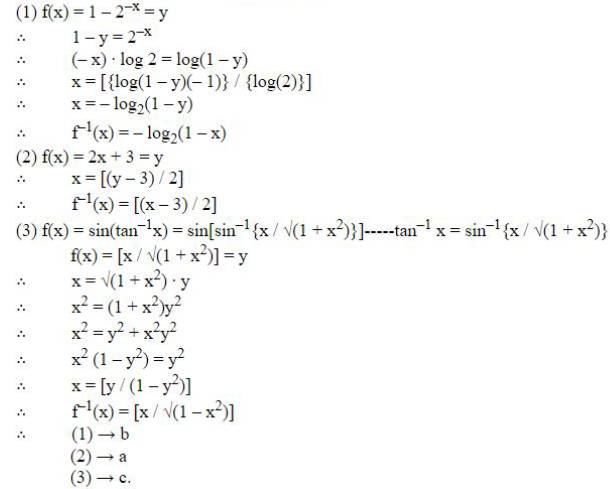 (1) f(x) = 1 – 2⁻ˣ = y
∴ 1 – y = 2⁻ˣ
∴ (– x) · log 2 = log(1 – y)
∴ x = [{log(1 – y)(– 1)} / {log(2)}]
∴ x = – log₂(1 – y)
∴ f⁻¹(x) = – log₂(1 – x)
(2) f(x) = 2x + 3 = y
∴ x = [(y – 3) / 2]
∴ f⁻¹(x) = [(x – 3) / 2]
(3) f(x) = sin(tan⁻¹x) = sin[sin⁻¹{x / √(1 + x²)}]-----tan⁻¹ x = sin⁻¹{x / √(1 + x²)}
f(x) = [x / √(1 + x²)] = y
∴ x = √(1 + x²) · y
∴ x² = (1 + x²)y²
∴ x² = y² + x²y²
∴ x² (1 – y²) = y²
∴ x = [y / (1 – y²)]
∴ f⁻¹(x) = [x / √(1 – x²)]
∴ (1) → b
(2) → a
(3) → c.